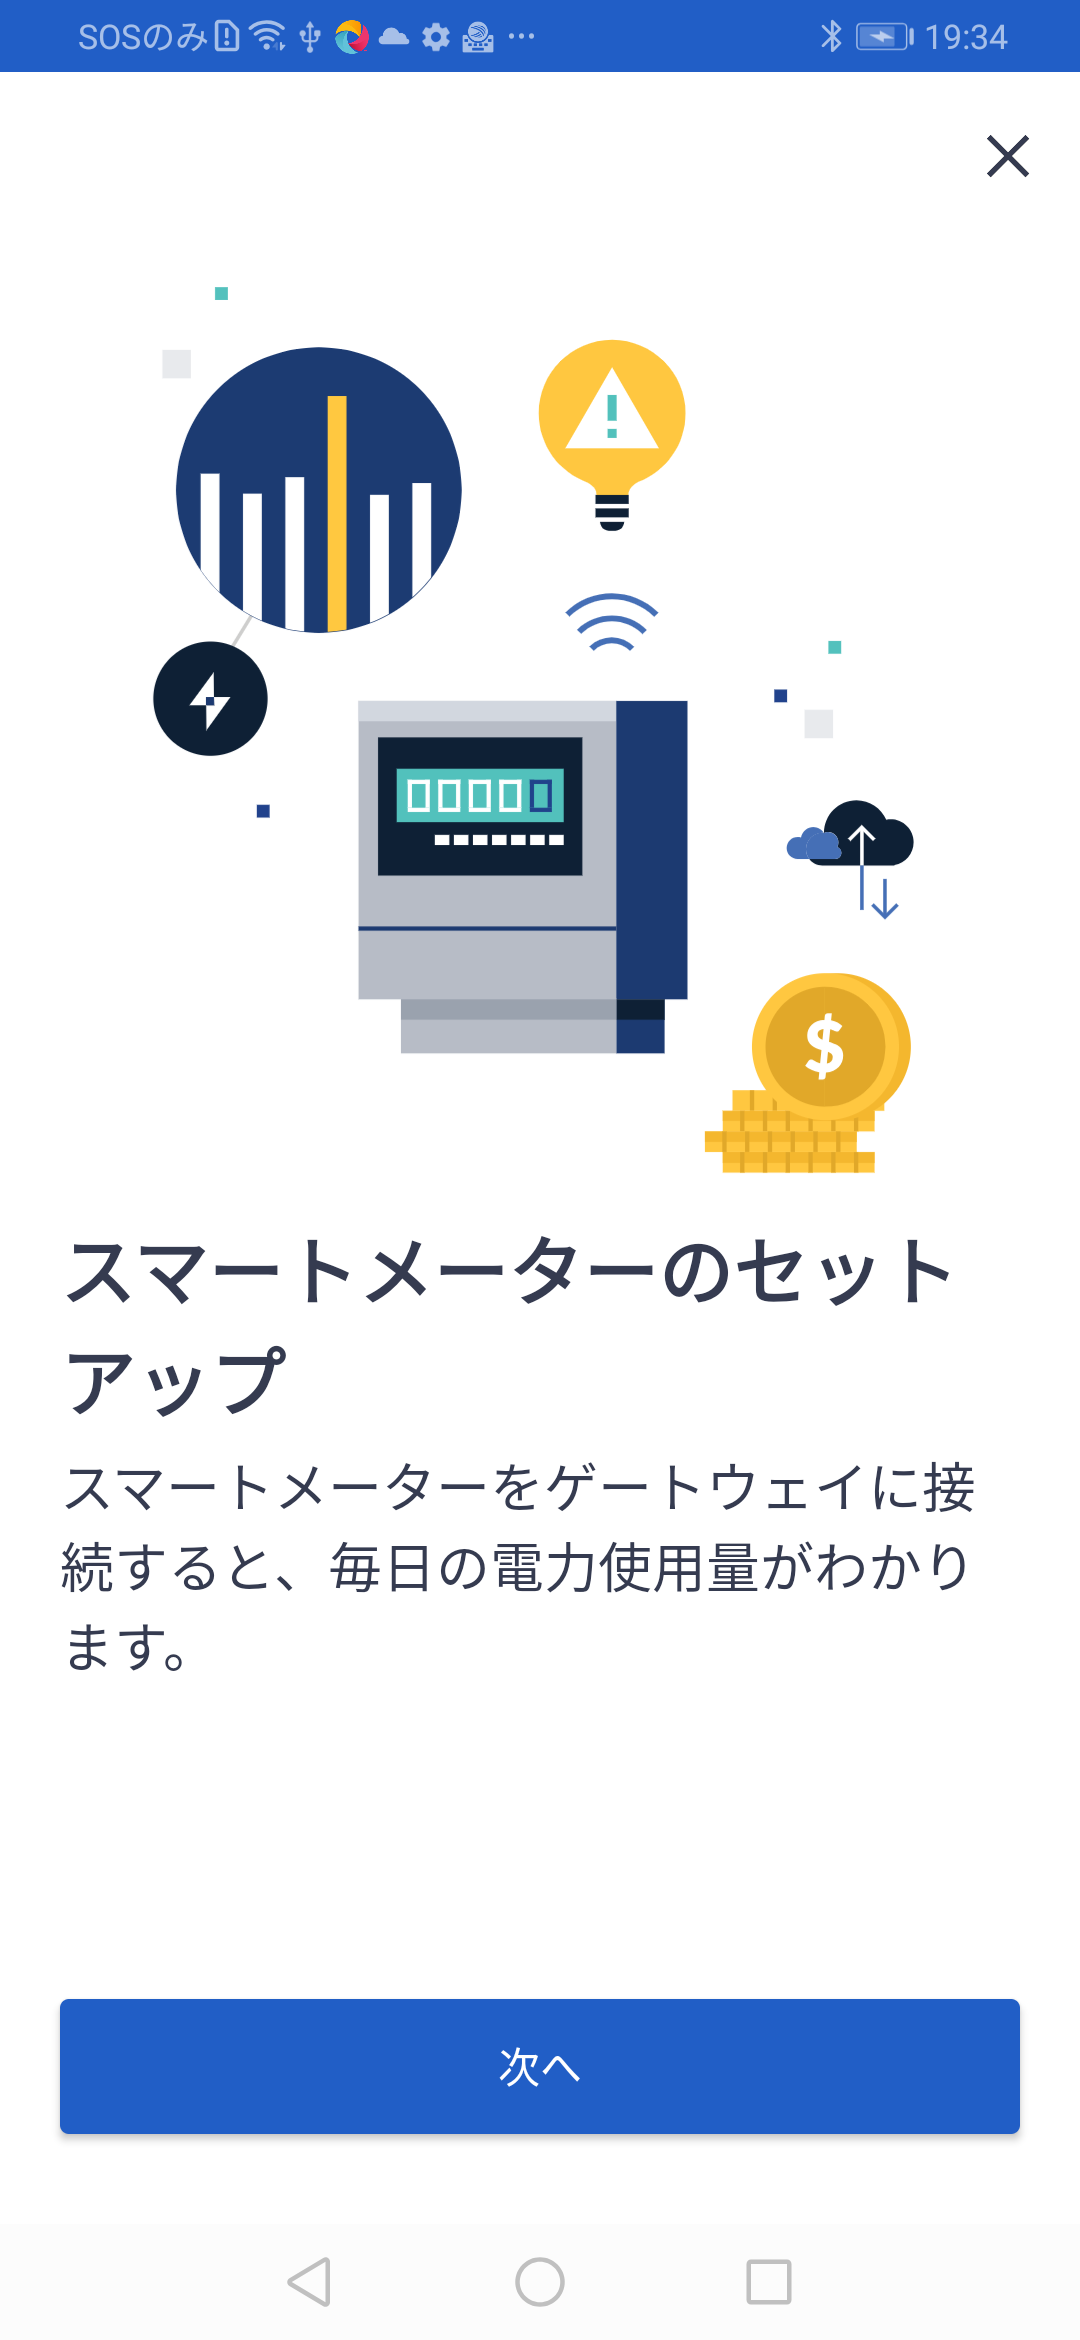 SOSのみ
19:34
!
$
スマートメーターのセット
アップ
スマートメーターをゲートウェイに接
続すると、毎日の電力使用量がわかり
ます。
次へ